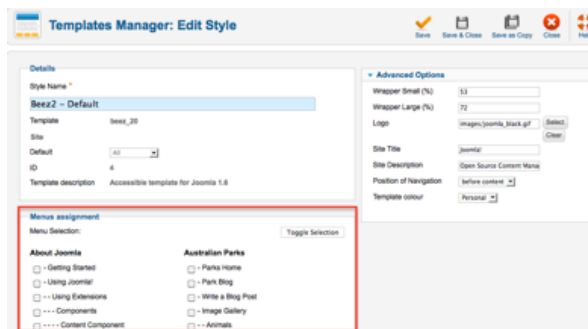 Templates Manager: Edit Style
Save
Save & Close
Save as Copy
Close
Details
Style Name *
Beez2 - Default
Template beez_20
Site
Default All
ID 4
Template description Accessible template for Joomla 1.6
Advanced Options
Wrapper Small (%) 53
Wrapper Large (%) 72
Logo images/joomla_black.gif Select
Clear
Site Title Joomla!
Site Description Open Source Content Mana
Position of Navigation before content
Template colour Personal
Menus assignment
Menu Selection: Toggle Selection
About Joomla
- Getting Started
- Using Joomla!
- - - Using Extensions
- - - Components
- - - - Content Component
Australian Parks
- Parks Home
- Park Blog
- Write a Blog Post
- Image Gallery
- - Animals